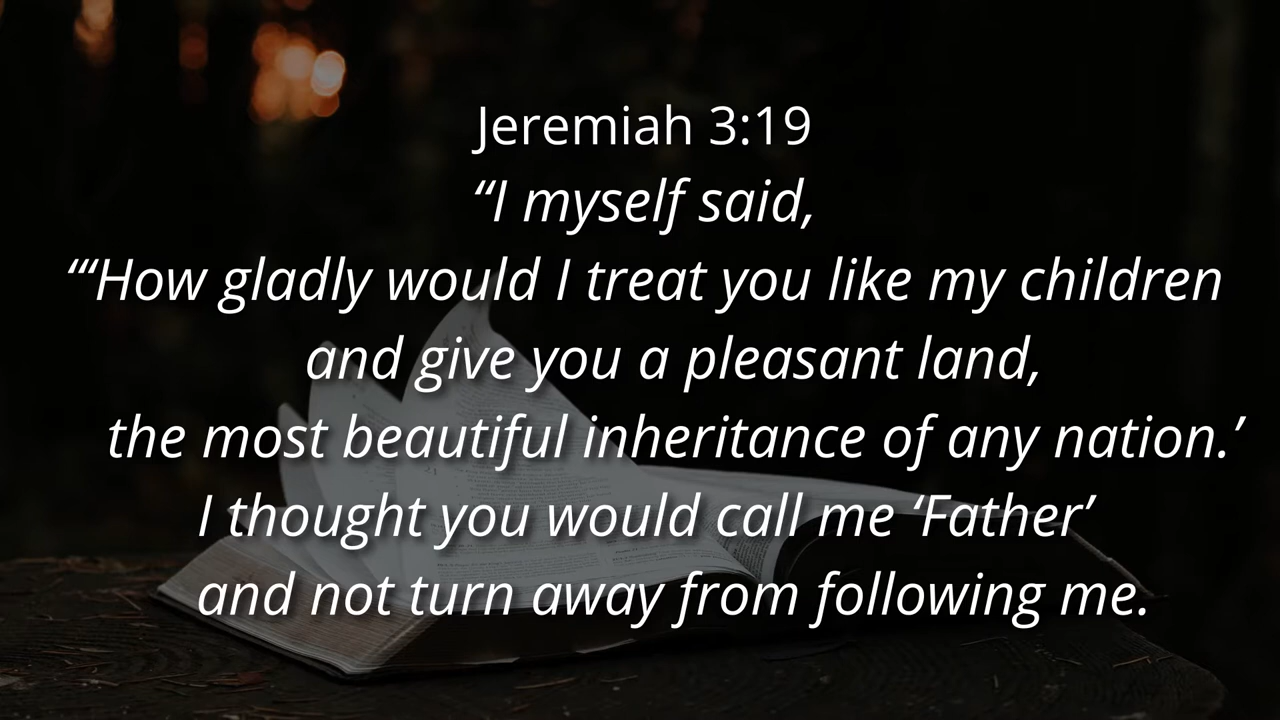 Jeremiah 3:19
“I myself said,
“‘How gladly would I treat you like my children
and give you a pleasant land,
the most beautiful inheritance of any nation.’
I thought you would call me ‘Father’
and not turn away from following me.